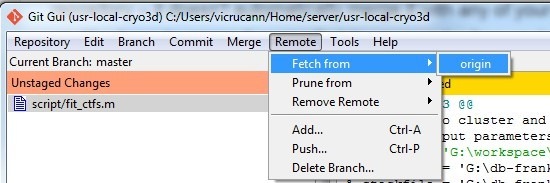 Git Gui (usr-local-cryo3d) C:/Users/vicrucann/Home/server/usr-local-cryo3d
Repository Edit Branch Commit Merge Remote Tools Help
Current Branch: master
Unstaged Changes
script/fit_ctfs.m
Fetch from
origin
Prune from
Remove Remote
Add... Ctrl-A
Push... Ctrl-P
Delete Branch...
3 @@
o cluster and
put parameters
'G:\workspace\
= 'G:\db-frank
= 'G:\db-frank